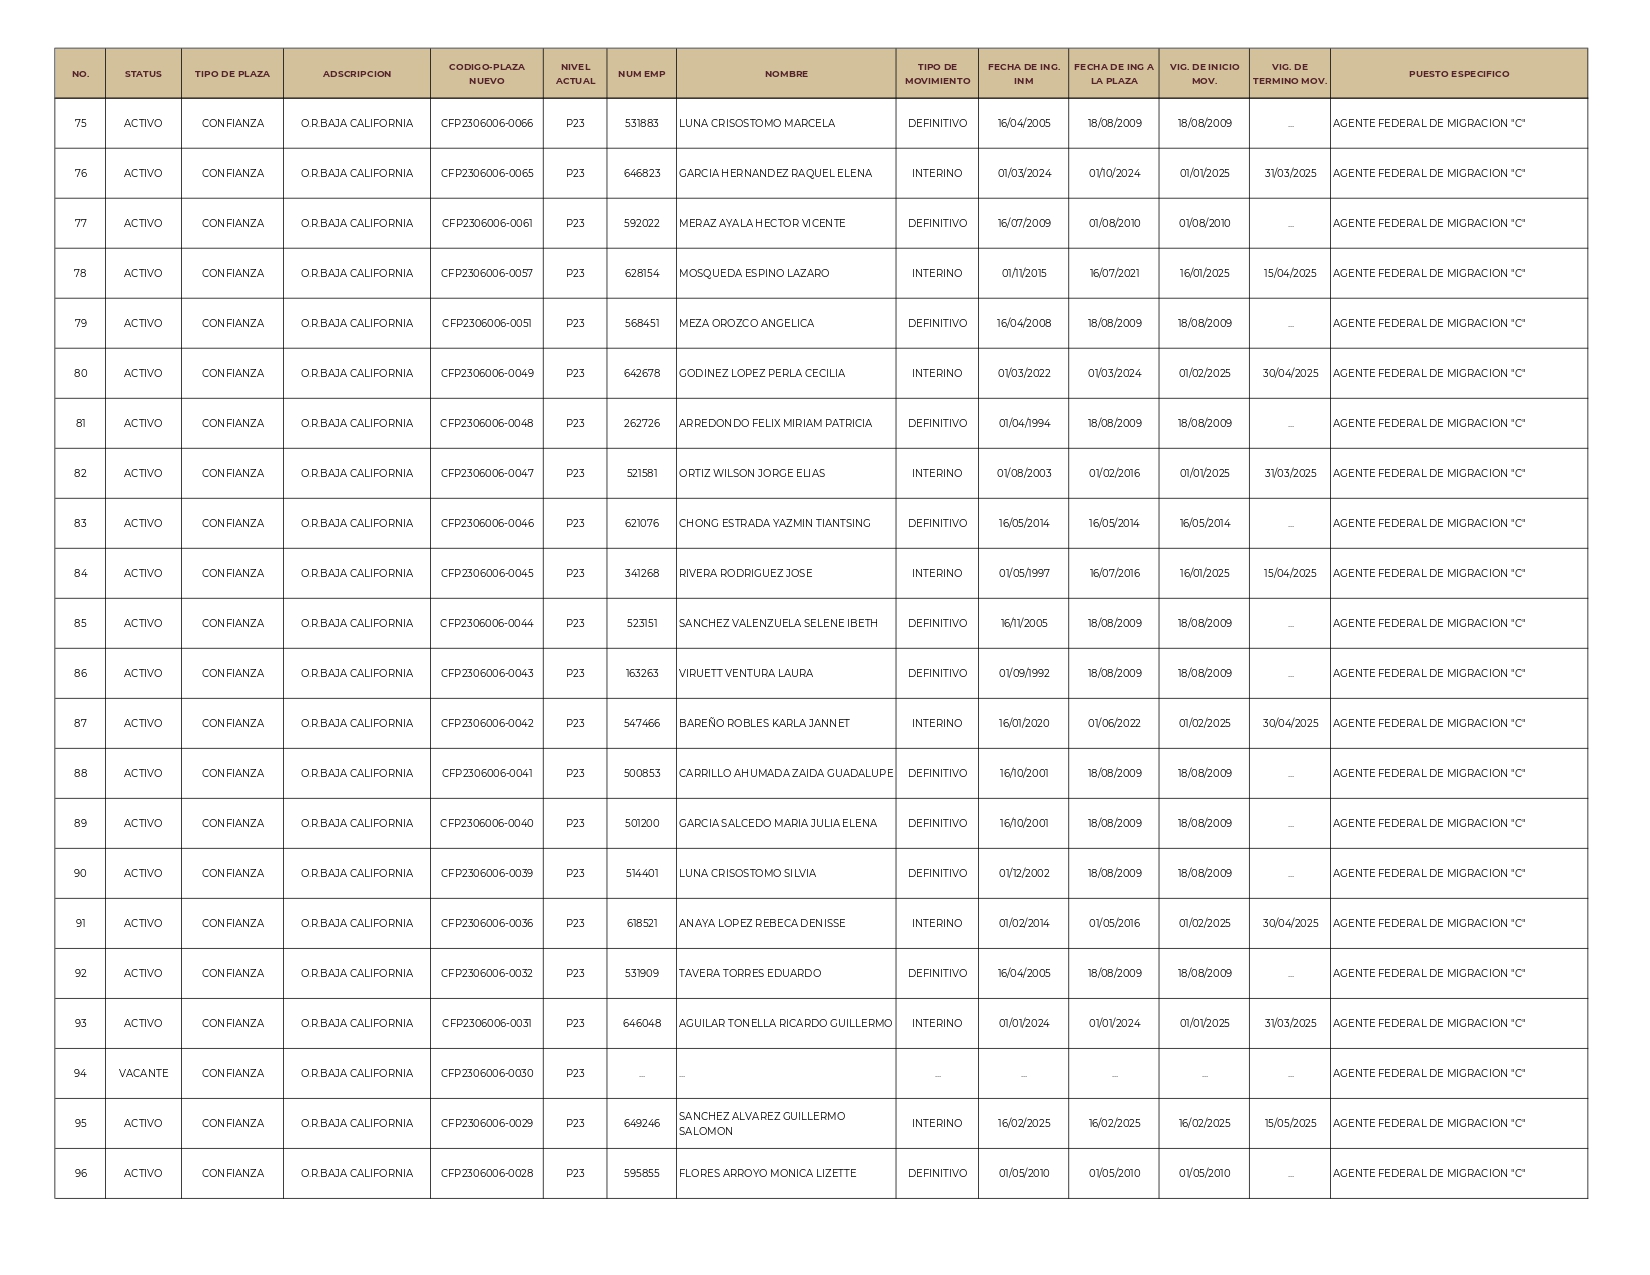 NO. STATUS TIPO DE PLAZA ADSCRIPCION CODIGO-PLAZA NUEVO NIVEL ACTUAL NUM EMP NOMBRE TIPO DE MOVIMIENTO FECHA DE ING. INM FECHA DE ING A LA PLAZA VIG. DE INICIO MOV. VIG. DE TERMINO MOV. PUESTO ESPECIFICO
75 ACTIVO CONFIANZA O.R.BAJA CALIFORNIA CFP2306006-0066 P23 531883 LUNA CRISOSTOMO MARCELA DEFINITIVO 16/04/2005 18/08/2009 18/08/2009 ... AGENTE FEDERAL DE MIGRACION "C"
76 ACTIVO CONFIANZA O.R.BAJA CALIFORNIA CFP2306006-0065 P23 646823 GARCIA HERNANDEZ RAQUEL ELENA INTERINO 01/03/2024 01/10/2024 01/01/2025 31/03/2025 AGENTE FEDERAL DE MIGRACION "C"
77 ACTIVO CONFIANZA O.R.BAJA CALIFORNIA CFP2306006-0061 P23 592022 MERAZ AYALA HECTOR VICENTE DEFINITIVO 16/07/2009 01/08/2010 01/08/2010 ... AGENTE FEDERAL DE MIGRACION "C"
78 ACTIVO CONFIANZA O.R.BAJA CALIFORNIA CFP2306006-0057 P23 628154 MOSQUEDA ESPINO LAZARO INTERINO 01/11/2015 16/07/2021 16/01/2025 15/04/2025 AGENTE FEDERAL DE MIGRACION "C"
79 ACTIVO CONFIANZA O.R.BAJA CALIFORNIA CFP2306006-0051 P23 568451 MEZA OROZCO ANGELICA DEFINITIVO 16/04/2008 18/08/2009 18/08/2009 ... AGENTE FEDERAL DE MIGRACION "C"
80 ACTIVO CONFIANZA O.R.BAJA CALIFORNIA CFP2306006-0049 P23 642678 GODINEZ LOPEZ PERLA CECILIA INTERINO 01/03/2022 01/03/2024 01/02/2025 30/04/2025 AGENTE FEDERAL DE MIGRACION "C"
81 ACTIVO CONFIANZA O.R.BAJA CALIFORNIA CFP2306006-0048 P23 262726 ARREDONDO FELIX MIRIAM PATRICIA DEFINITIVO 01/04/1994 18/08/2009 18/08/2009 ... AGENTE FEDERAL DE MIGRACION "C"
82 ACTIVO CONFIANZA O.R.BAJA CALIFORNIA CFP2306006-0047 P23 521581 ORTIZ WILSON JORGE ELIAS INTERINO 01/08/2003 01/02/2016 01/01/2025 31/03/2025 AGENTE FEDERAL DE MIGRACION "C"
83 ACTIVO CONFIANZA O.R.BAJA CALIFORNIA CFP2306006-0046 P23 621076 CHONG ESTRADA YAZMIN TIANTSING DEFINITIVO 16/05/2014 16/05/2014 16/05/2014 ... AGENTE FEDERAL DE MIGRACION "C"
84 ACTIVO CONFIANZA O.R.BAJA CALIFORNIA CFP2306006-0045 P23 341268 RIVERA RODRIGUEZ JOSE INTERINO 01/05/1997 16/07/2016 16/01/2025 15/04/2025 AGENTE FEDERAL DE MIGRACION "C"
85 ACTIVO CONFIANZA O.R.BAJA CALIFORNIA CFP2306006-0044 P23 523151 SANCHEZ VALENZUELA SELENE IBETH DEFINITIVO 16/11/2005 18/08/2009 18/08/2009 ... AGENTE FEDERAL DE MIGRACION "C"
86 ACTIVO CONFIANZA O.R.BAJA CALIFORNIA CFP2306006-0043 P23 163263 VIRUETT VENTURA LAURA DEFINITIVO 01/09/1992 18/08/2009 18/08/2009 ... AGENTE FEDERAL DE MIGRACION "C"
87 ACTIVO CONFIANZA O.R.BAJA CALIFORNIA CFP2306006-0042 P23 547466 BAREÑO ROBLES KARLA JANNET INTERINO 16/01/2020 01/06/2022 01/02/2025 30/04/2025 AGENTE FEDERAL DE MIGRACION "C"
88 ACTIVO CONFIANZA O.R.BAJA CALIFORNIA CFP2306006-0041 P23 500853 CARRILLO AHUMADA ZAIDA GUADALUPE DEFINITIVO 16/10/2001 18/08/2009 18/08/2009 ... AGENTE FEDERAL DE MIGRACION "C"
89 ACTIVO CONFIANZA O.R.BAJA CALIFORNIA CFP2306006-0040 P23 501200 GARCIA SALCEDO MARIA JULIA ELENA DEFINITIVO 16/10/2001 18/08/2009 18/08/2009 ... AGENTE FEDERAL DE MIGRACION "C"
90 ACTIVO CONFIANZA O.R.BAJA CALIFORNIA CFP2306006-0039 P23 514401 LUNA CRISOSTOMO SILVIA DEFINITIVO 01/12/2002 18/08/2009 18/08/2009 ... AGENTE FEDERAL DE MIGRACION "C"
91 ACTIVO CONFIANZA O.R.BAJA CALIFORNIA CFP2306006-0036 P23 618521 ANAYA LOPEZ REBECA DENISSE INTERINO 01/02/2014 01/05/2016 01/02/2025 30/04/2025 AGENTE FEDERAL DE MIGRACION "C"
92 ACTIVO CONFIANZA O.R.BAJA CALIFORNIA CFP2306006-0032 P23 531909 TAVERA TORRES EDUARDO DEFINITIVO 16/04/2005 18/08/2009 18/08/2009 ... AGENTE FEDERAL DE MIGRACION "C"
93 ACTIVO CONFIANZA O.R.BAJA CALIFORNIA CFP2306006-0031 P23 646048 AGUILAR TONELLA RICARDO GUILLERMO INTERINO 01/01/2024 01/01/2024 01/01/2025 31/03/2025 AGENTE FEDERAL DE MIGRACION "C"
94 VACANTE CONFIANZA O.R.BAJA CALIFORNIA CFP2306006-0030 P23 ... ... ... ... ... ... ... AGENTE FEDERAL DE MIGRACION "C"
95 ACTIVO CONFIANZA O.R.BAJA CALIFORNIA CFP2306006-0029 P23 649246 SANCHEZ ALVAREZ GUILLERMO SALOMON INTERINO 16/02/2025 16/02/2025 16/02/2025 15/05/2025 AGENTE FEDERAL DE MIGRACION "C"
96 ACTIVO CONFIANZA O.R.BAJA CALIFORNIA CFP2306006-0028 P23 595855 FLORES ARROYO MONICA LIZETTE DEFINITIVO 01/05/2010 01/05/2010 01/05/2010 ... AGENTE FEDERAL DE MIGRACION "C"